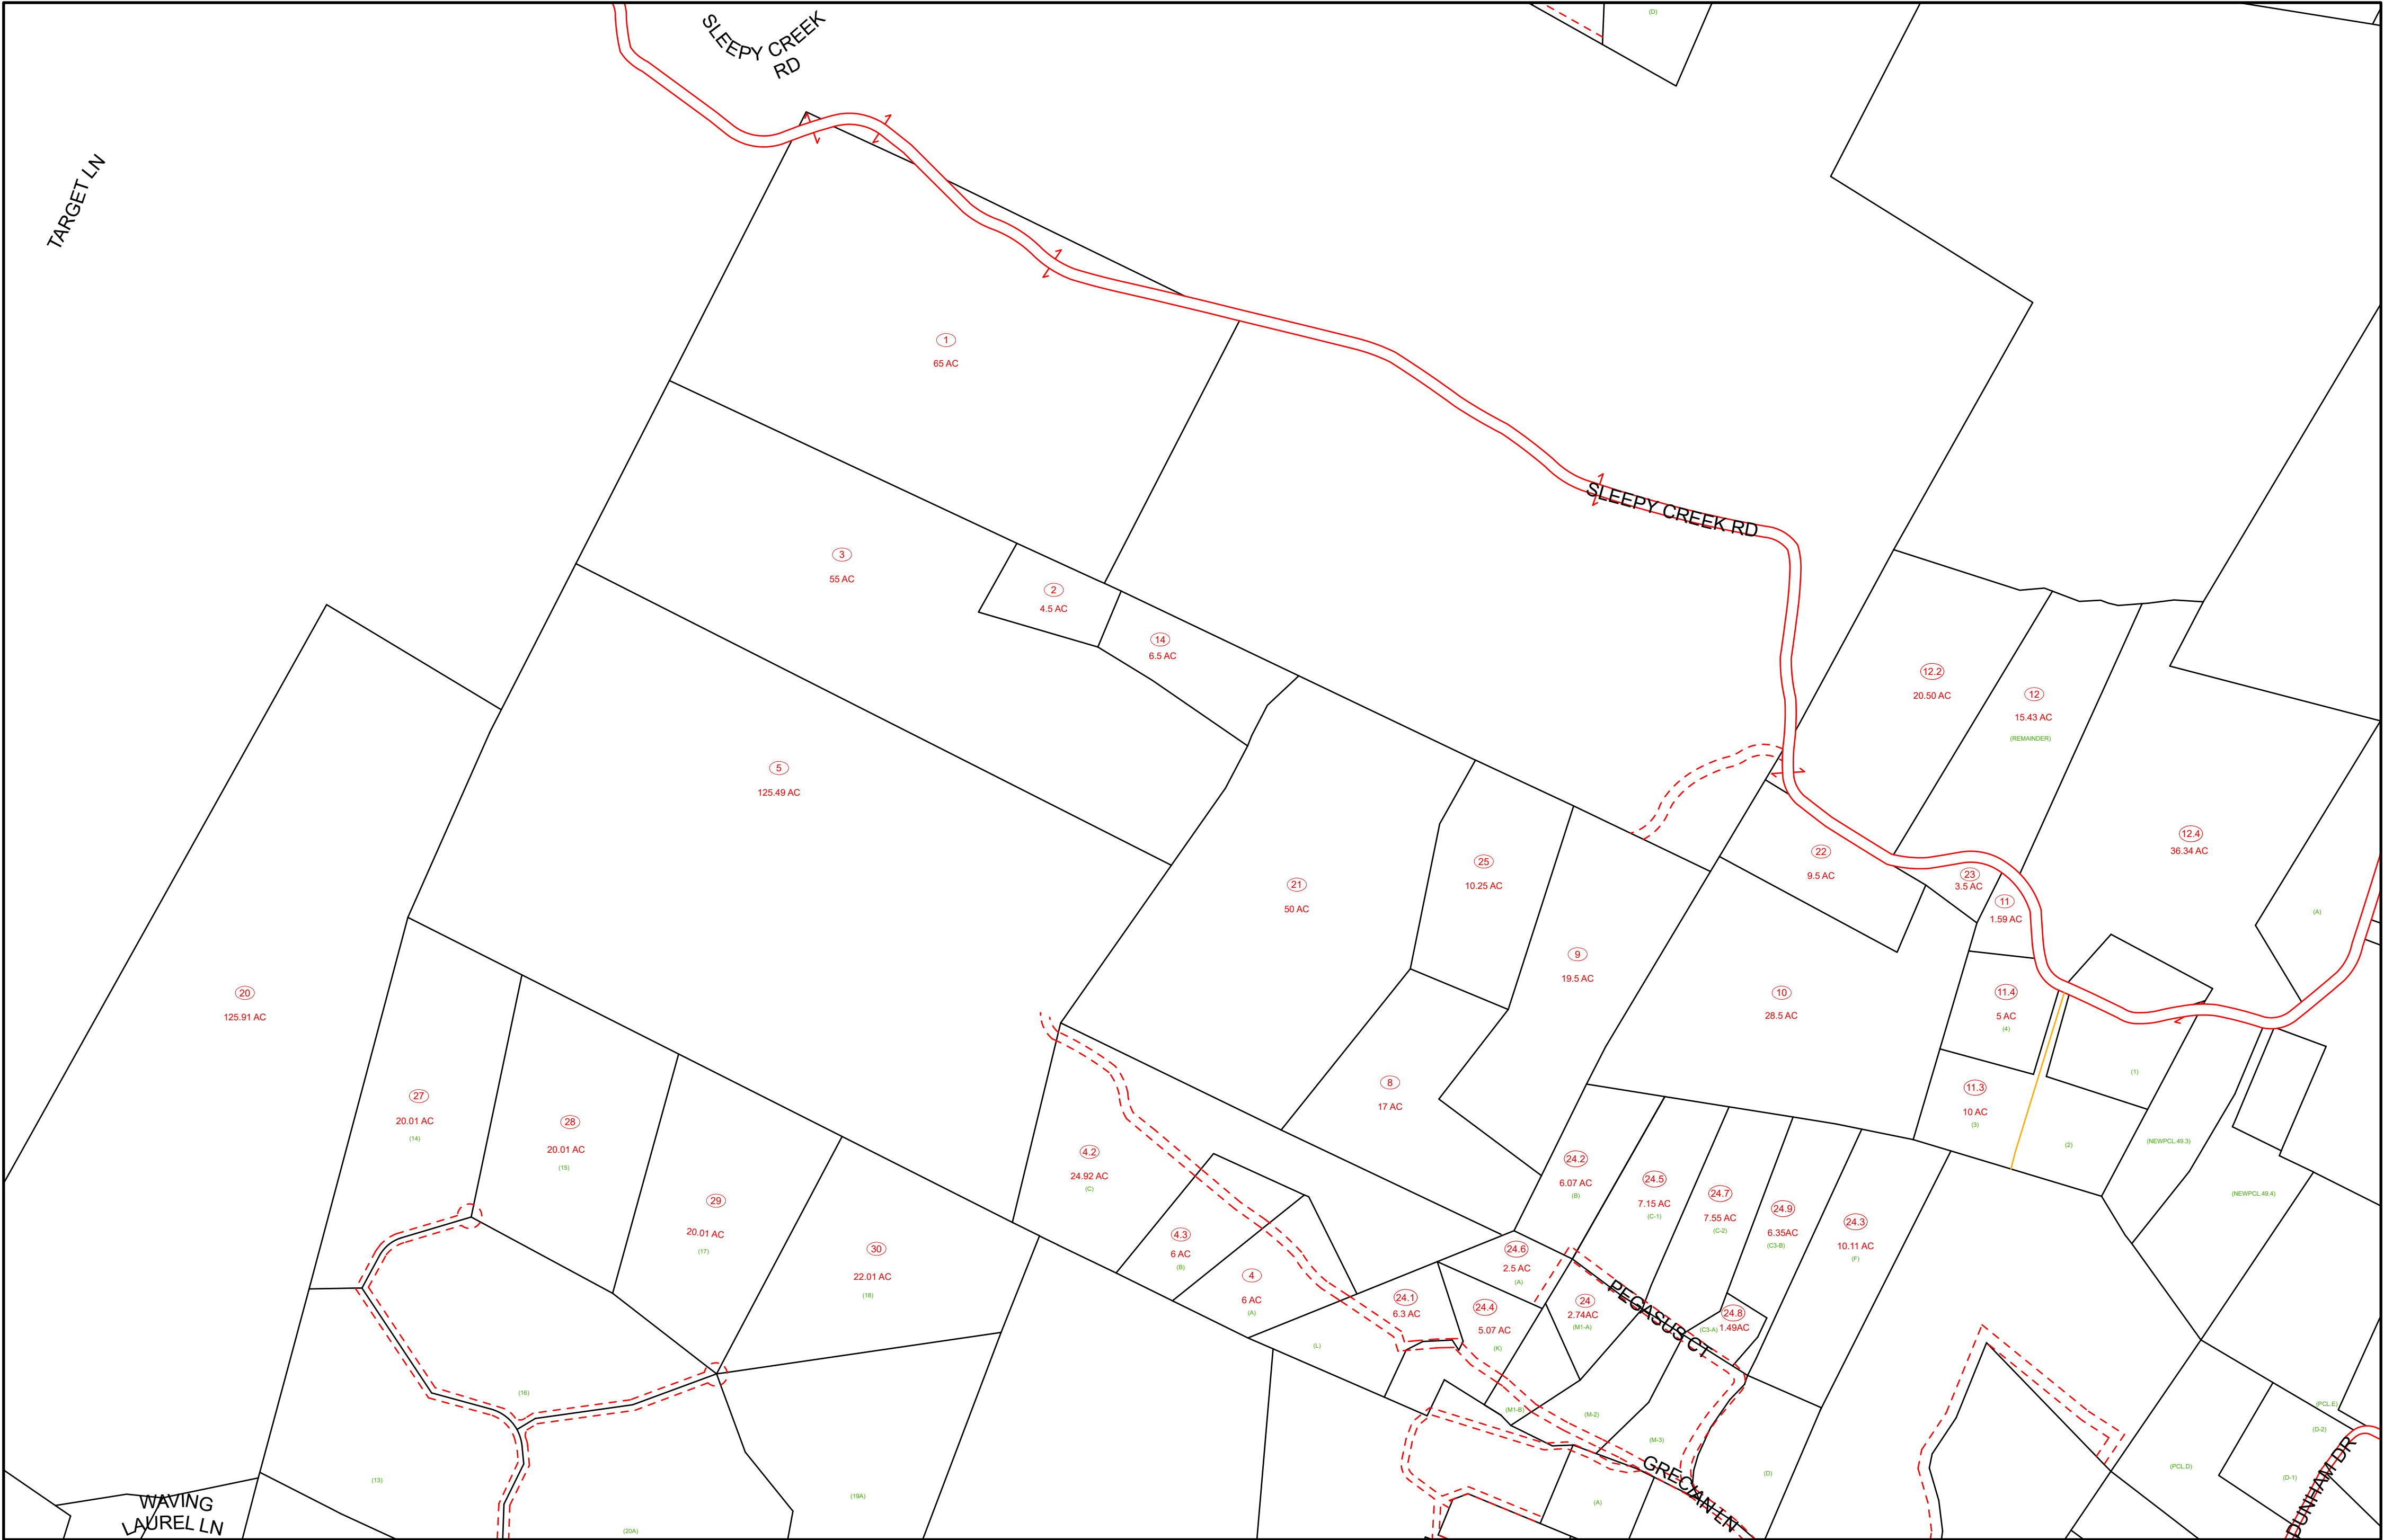 SLEEPY CREEK
RD
(D)
TARGET LN
1
65 AC
SLEEPY CREEK RD
3
55 AC
2
4.5 AC
14
6.5 AC
12.2
20.50 AC
12
15.43 AC
(REMAINDER)
5
125.49 AC
12.4
36.34 AC
22
9.5 AC
25
10.25 AC
23
3.5 AC
21
50 AC
11
1.59 AC
(A)
9
19.5 AC
20
125.91 AC
10
28.5 AC
11.4
5 AC
(4)
(1)
8
17 AC
11.3
10 AC
(3)
27
20.01 AC
(14)
28
20.01 AC
(15)
(2)
(NEWPCL.49.3)
4.2
24.92 AC
(C)
24.2
6.07 AC
(B)
24.5
7.15 AC
(C-1)
24.7
7.55 AC
(C-2)
24.9
6.35AC
(C3-B)
24.3
10.11 AC
(F)
(NEWPCL.49.4)
29
20.01 AC
(17)
4.3
6 AC
(B)
30
22.01 AC
(18)
24.6
2.5 AC
(A)
4
6 AC
(A)
24.1
6.3 AC
24.4
5.07 AC
(K)
24
2.74AC
(M1-A)
PEGASUS CT
24.8
1.49AC
(C3-A)
(L)
(16)
(M1-B)
(M-2)
(M-3)
(PCL.E)
(D-2)
(D)
(PCL.D)
(D-1)
DUNHAM DR
GRECIAN LN
(13)
(19A)
(A)
WAVING
LAUREL LN
(20A)